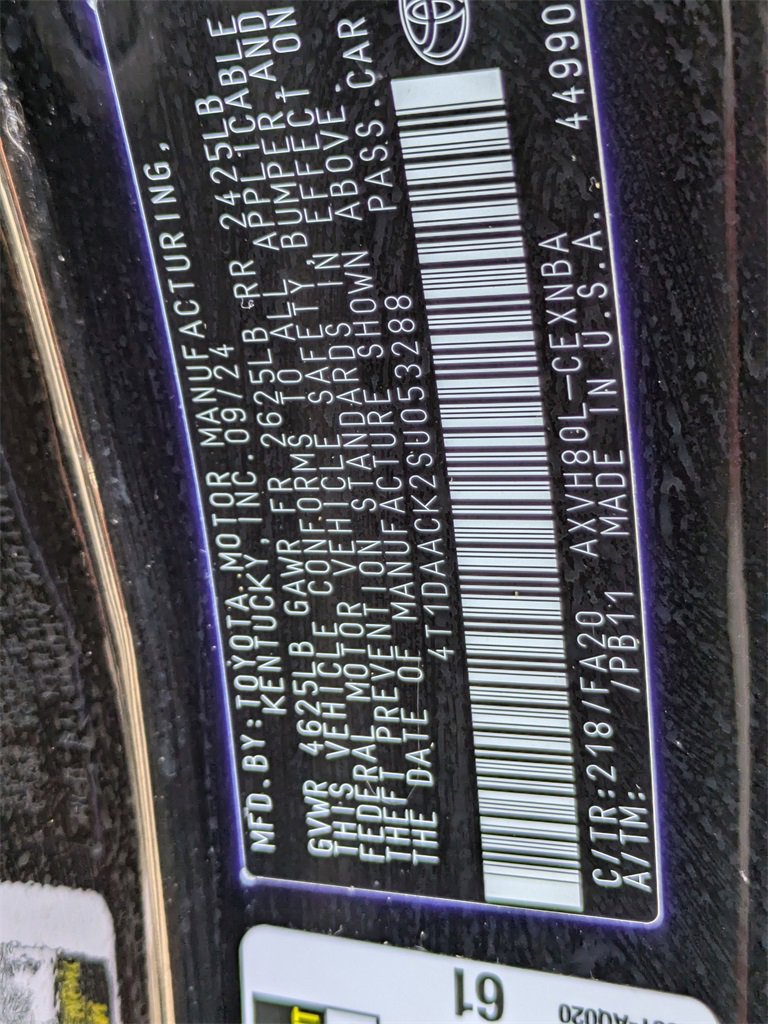 MFD.BY:TOYOTA MOTOR MANUFACTURING,
KENTUCKY, INC. 09/24
GVWR 4625LB GAWR FR 2625LB RR 2425LB
THIS VEHICLE CONFORMS TO ALL APPLICABLE
FEDERAL MOTOR VEHICLE SAFETY, BUMPER, AND
THEFT PREVENTION STANDARDS IN EFFECT ON
THE DATE OF MANUFACTURE SHOWN ABOVE.
4T1DAACK2SU053288 PASS.CAR
C/TR:218/FA20 AXVH80L-CEXNBA
A/TM: /PB11 MADE IN U.S.A. 44990
61